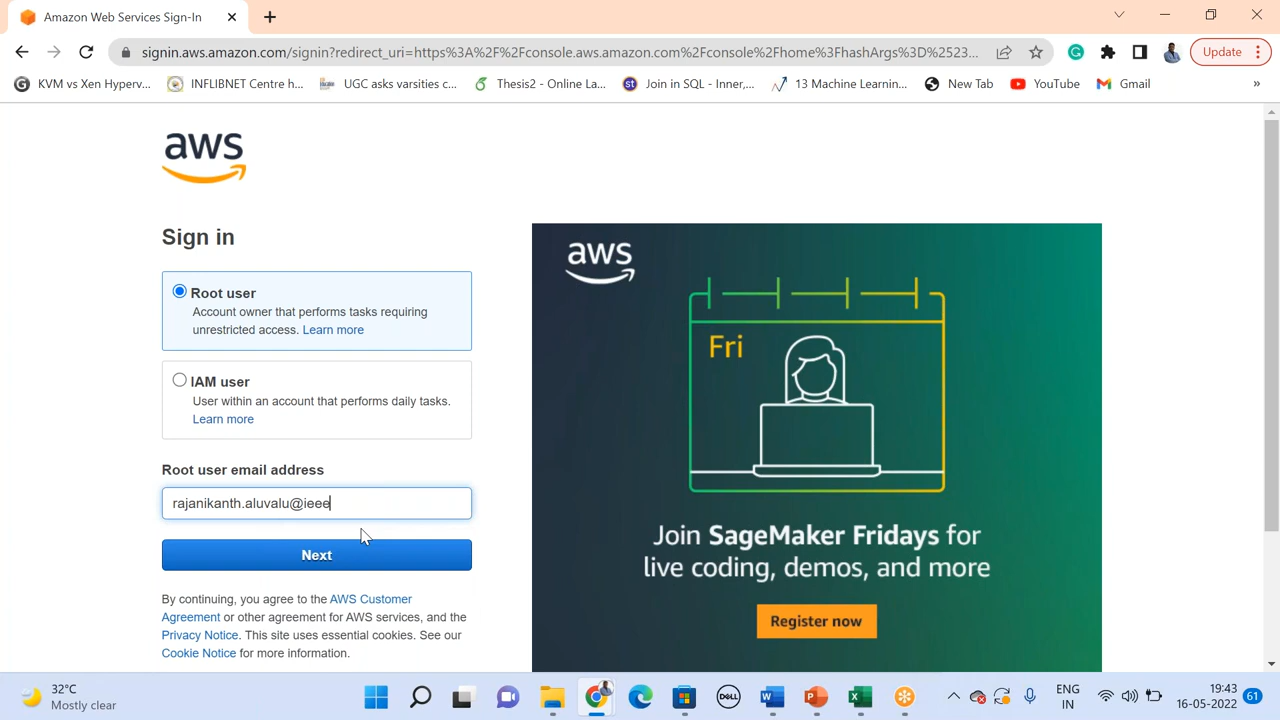 Amazon Web Services Sign-In
signin.aws.amazon.com/signin?redirect_uri=https%3A%2F%2Fconsole.aws.amazon.com%2Fconsole%2Fhome%3FhashArgs%3D%2523...
Update
KVM vs Xen Hyperv...
INFLIBNET Centre h...
UGC asks varsities c...
Thesis2 - Online La...
Join in SQL - Inner,...
13 Machine Learnin...
New Tab
YouTube
Gmail
»
aws
Sign in
Root user
Account owner that performs tasks requiring
unrestricted access. Learn more
IAM user
User within an account that performs daily tasks.
Learn more
Root user email address
rajanikanth.aluvalu@ieee
Next
By continuing, you agree to the AWS Customer
Agreement or other agreement for AWS services, and the
Privacy Notice. This site uses essential cookies. See our
Cookie Notice for more information.
aws
Fri
Join SageMaker Fridays for
live coding, demos, and more
Register now
32°C
Mostly clear
DELL
ENG
IN
19:43
16-05-2022
61